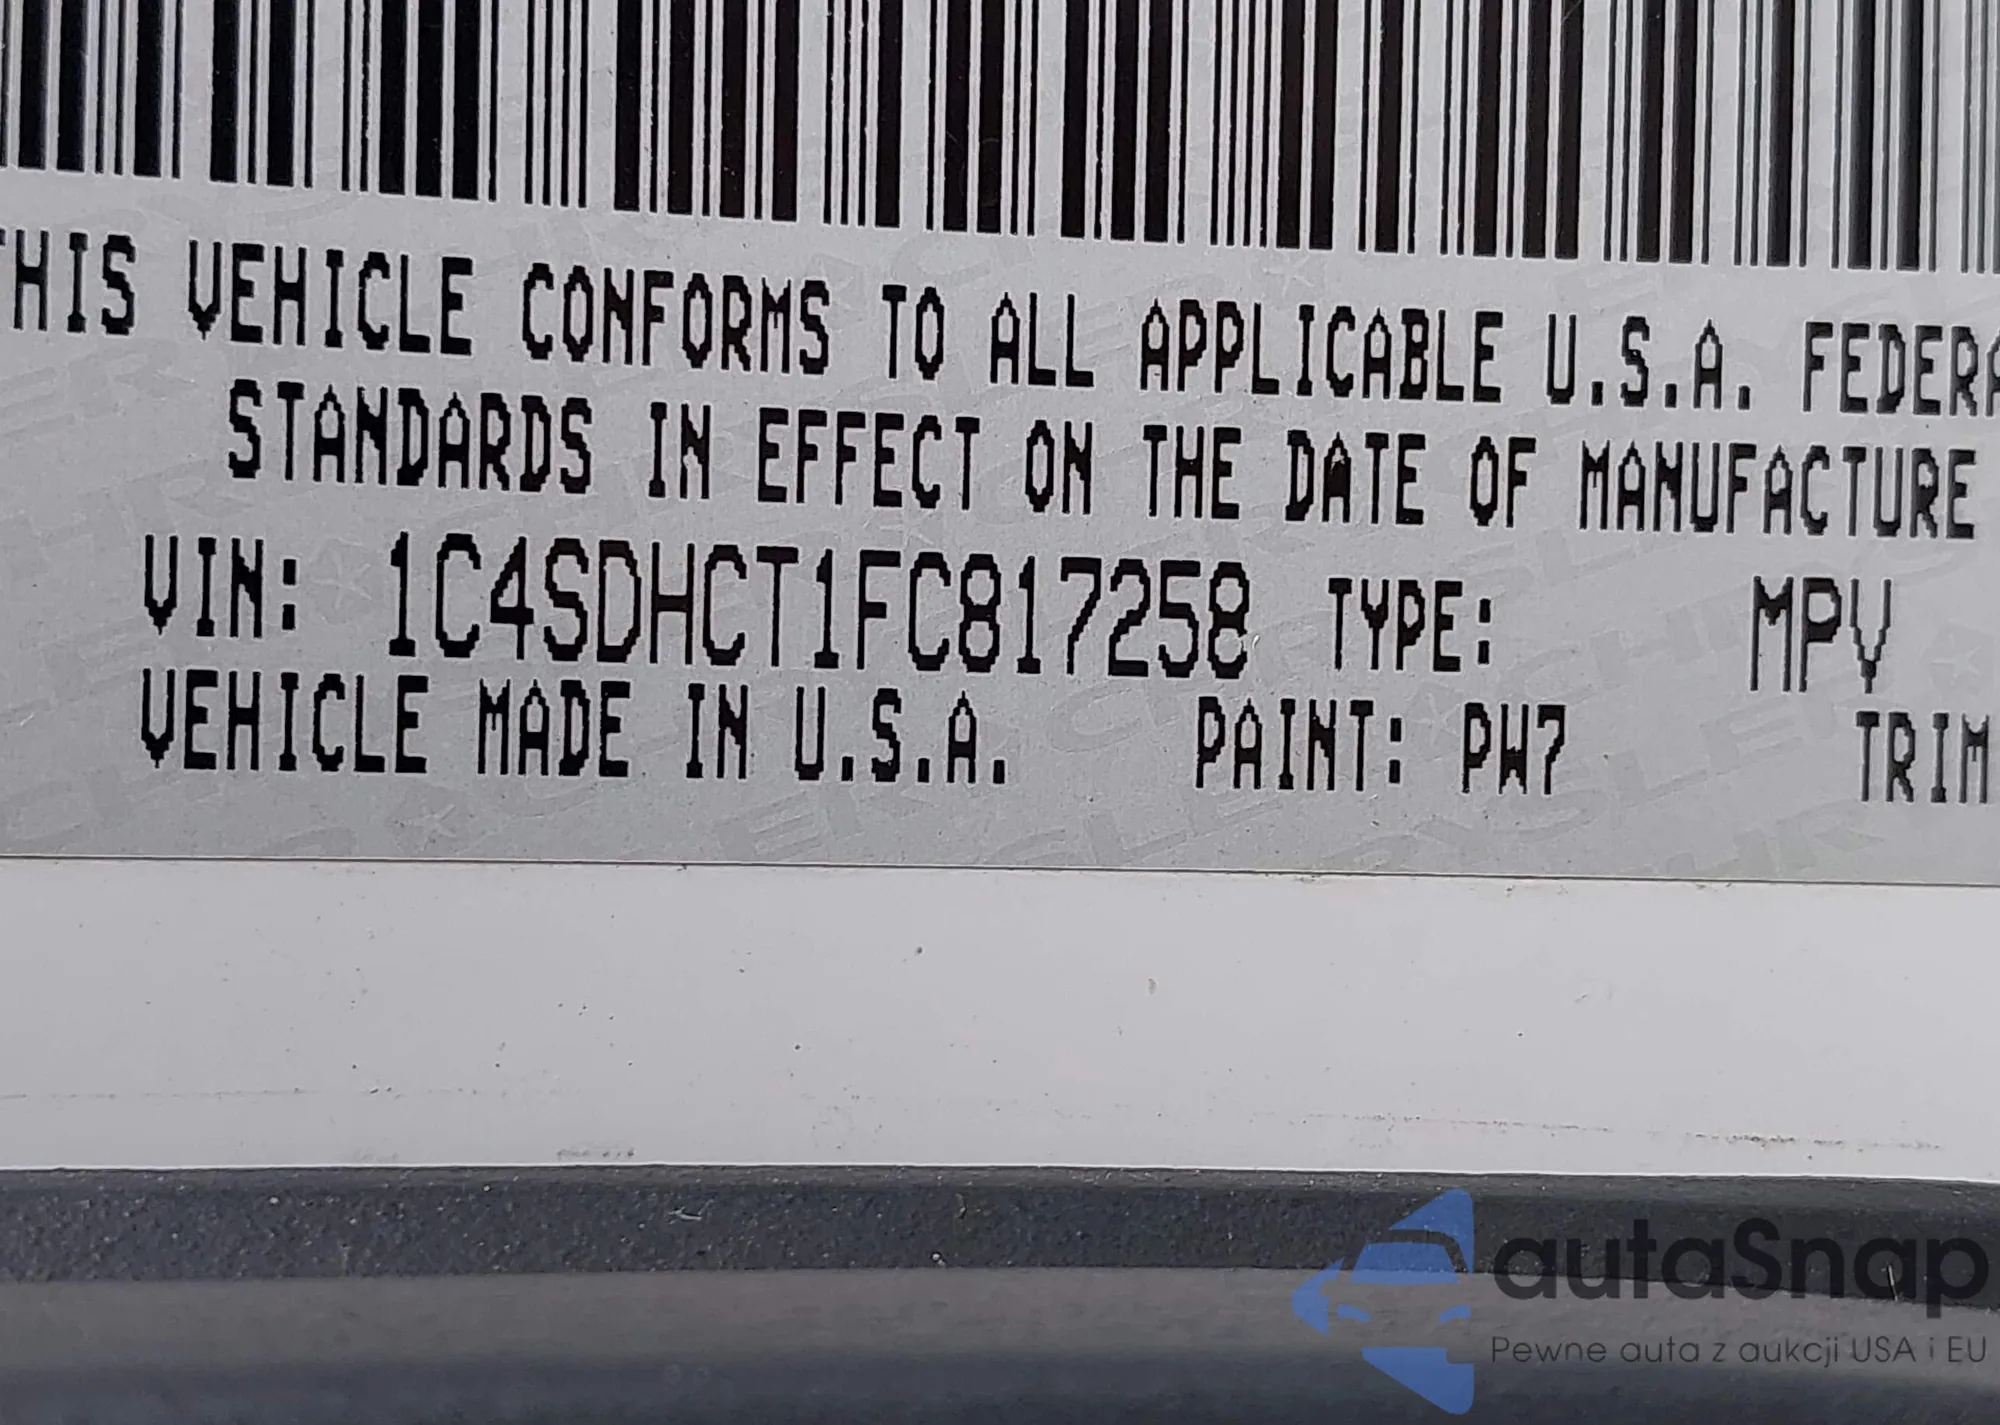 THIS VEHICLE CONFORMS TO ALL APPLICABLE U.S.A. FEDERA
STANDARDS IN EFFECT ON THE DATE OF MANUFACTURE
VIN: 1C4SDHCT1FC817258 TYPE: MPV
VEHICLE MADE IN U.S.A. PAINT: PW7 TRIM
autaSnap
Pewne auta z aukcji USA i EU